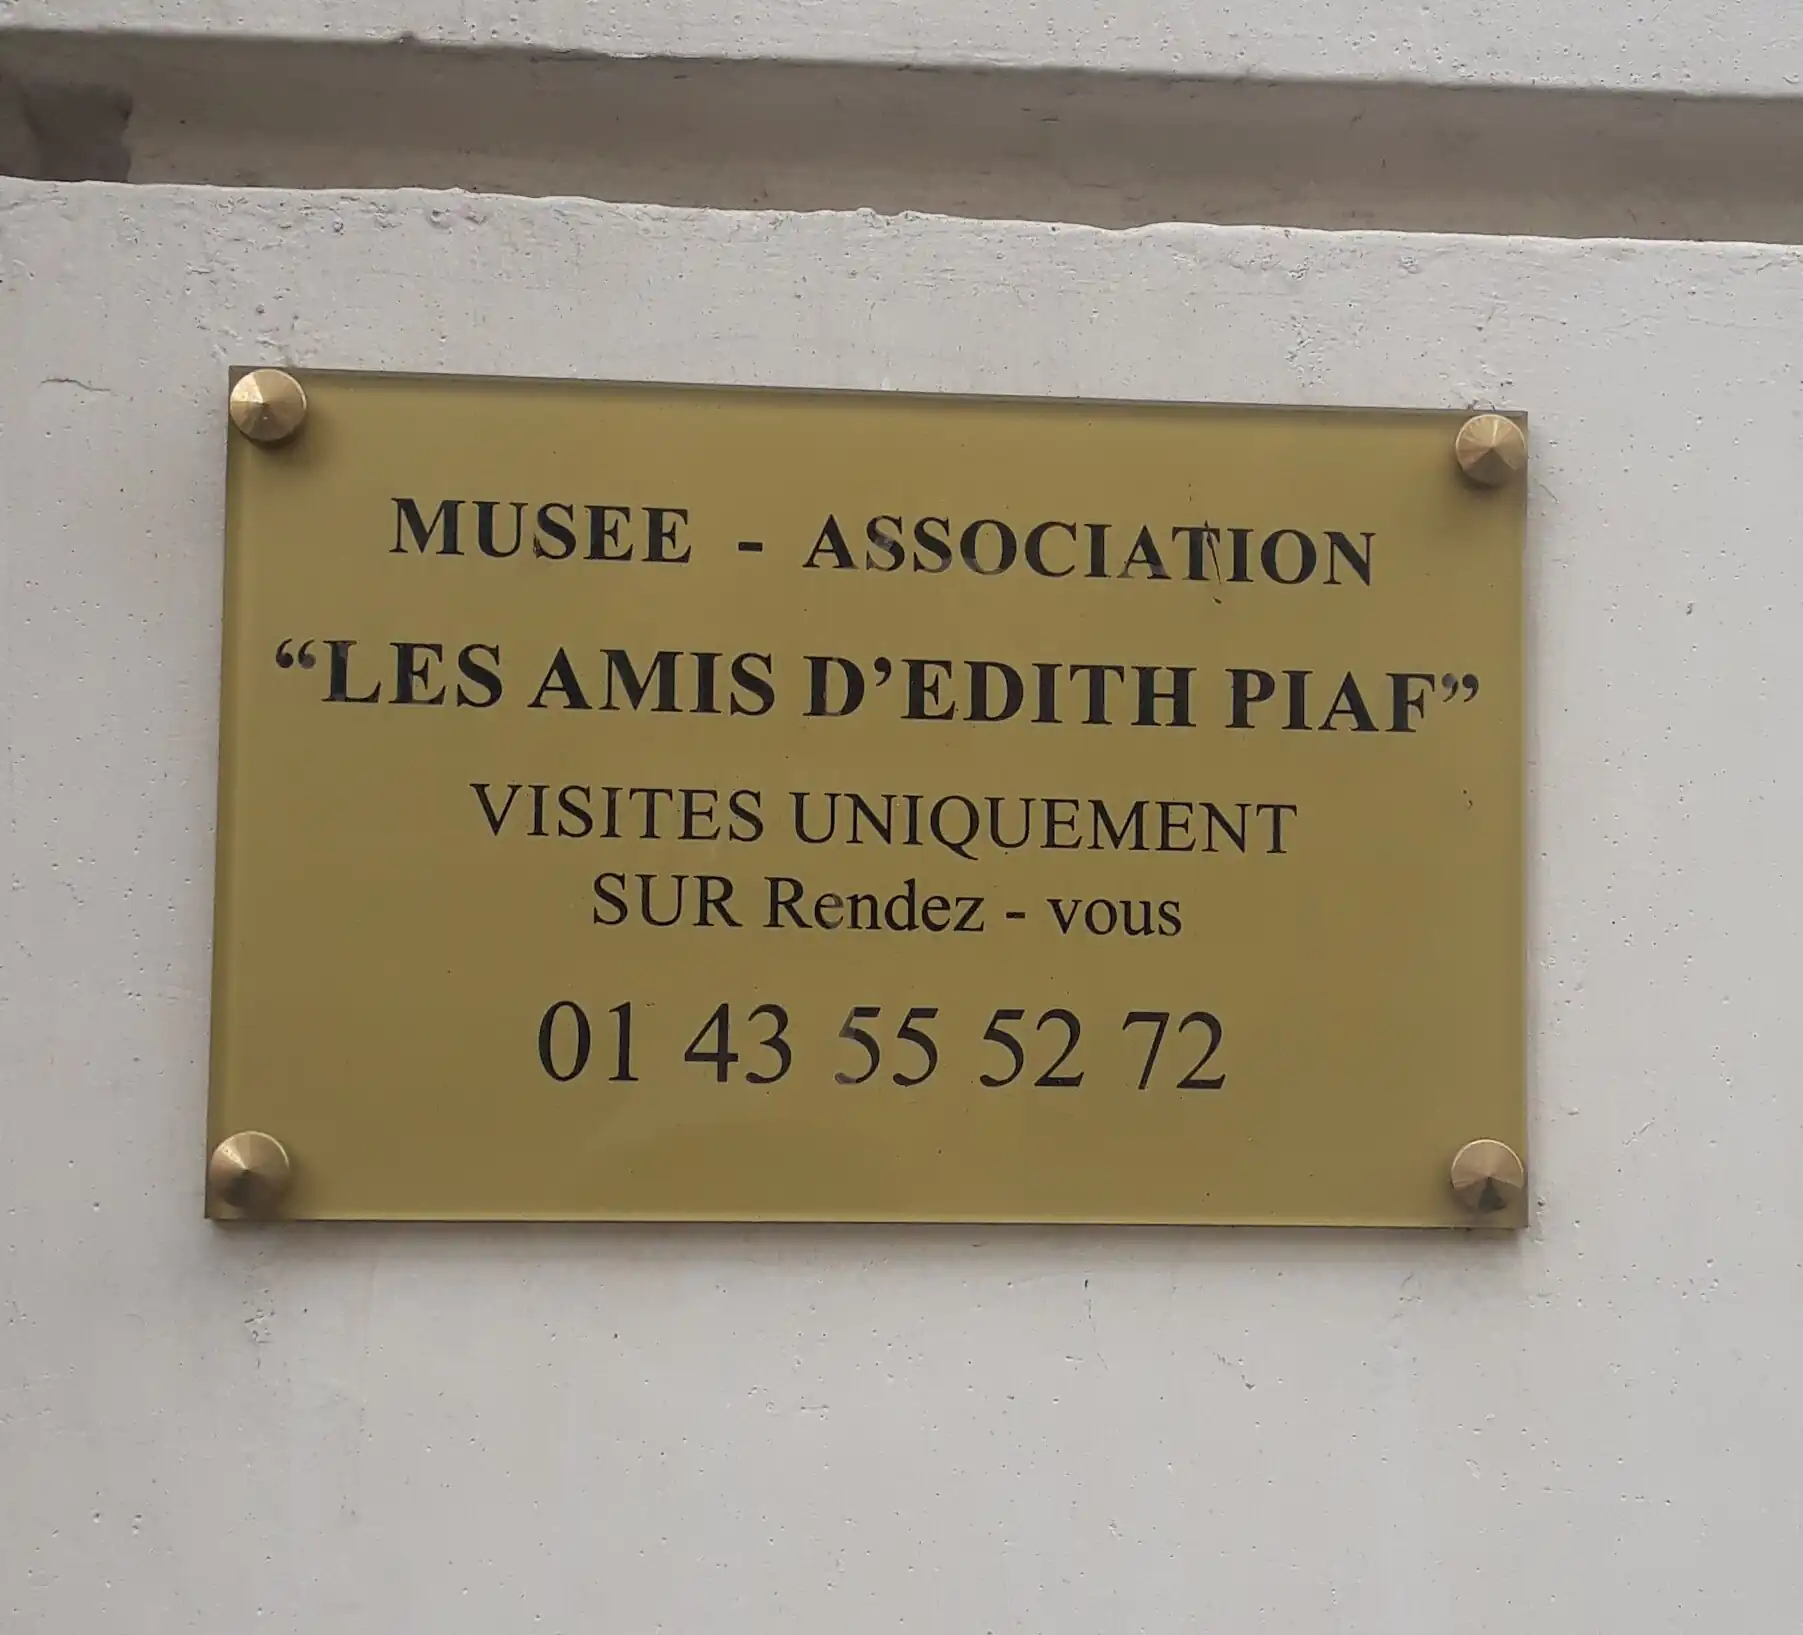 MUSEE - ASSOCIATION
“LES AMIS D’EDITH PIAF”
VISITES UNIQUEMENT
SUR Rendez - vous
01 43 55 52 72